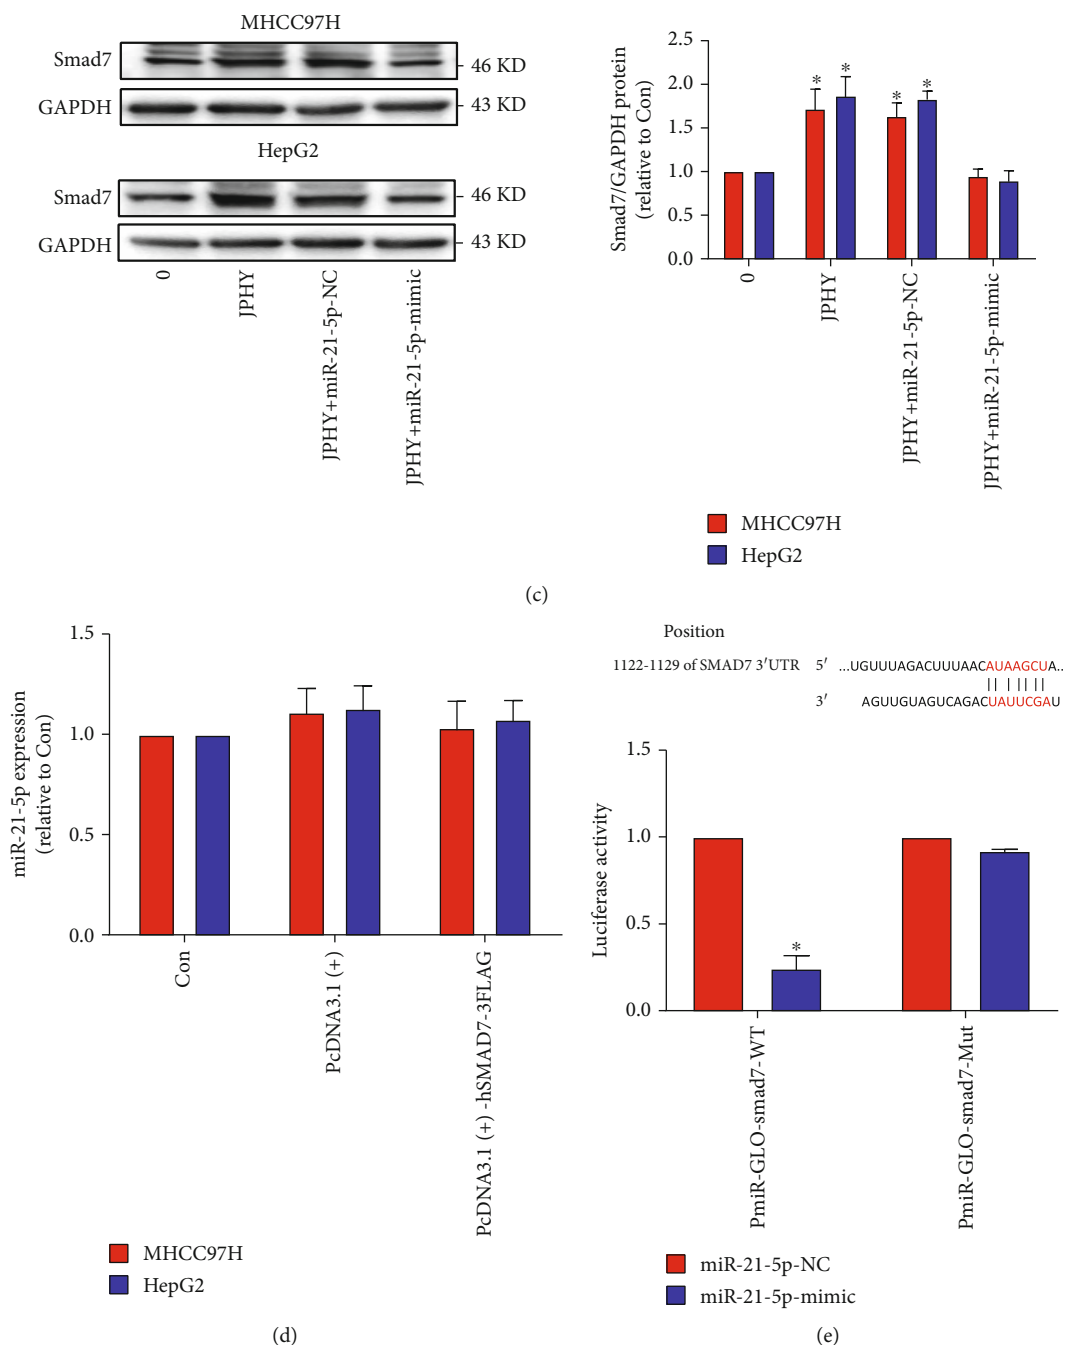 MHCC97H
Smad7
46 KD
GAPDH
43 KD
HepG2
Smad7
46 KD
GAPDH
43 KD
0
JPHY
JPHY+miR-21-5p-NC
JPHY+miR-21-5p-mimic
Smad7/GAPDH protein
(relative to Con)
2.5
2.0
1.5
1.0
0.5
0.0
* * * *
0
JPHY
JPHY+miR-21-5p-NC
JPHY+miR-21-5p-mimic
MHCC97H
HepG2
(c)
miR-21-5p expression
(relative to Con)
1.5
1.0
0.5
0.0
Con
PcDNA3.1 (+)
PcDNA3.1 (+) -hSMAD7-3FLAG
MHCC97H
HepG2
(d)
Position
1122-1129 of SMAD7 3′UTR 5′ ...UGUUUAGACUUUAACAUAAGCUA..
3′ AGUUGUAGUCAGACUAUUCGAU
Luciferase activity
1.5
1.0
0.5
0.0
*
PmiR-GLO-smad7-WT
PmiR-GLO-smad7-Mut
miR-21-5p-NC
miR-21-5p-mimic
(e)